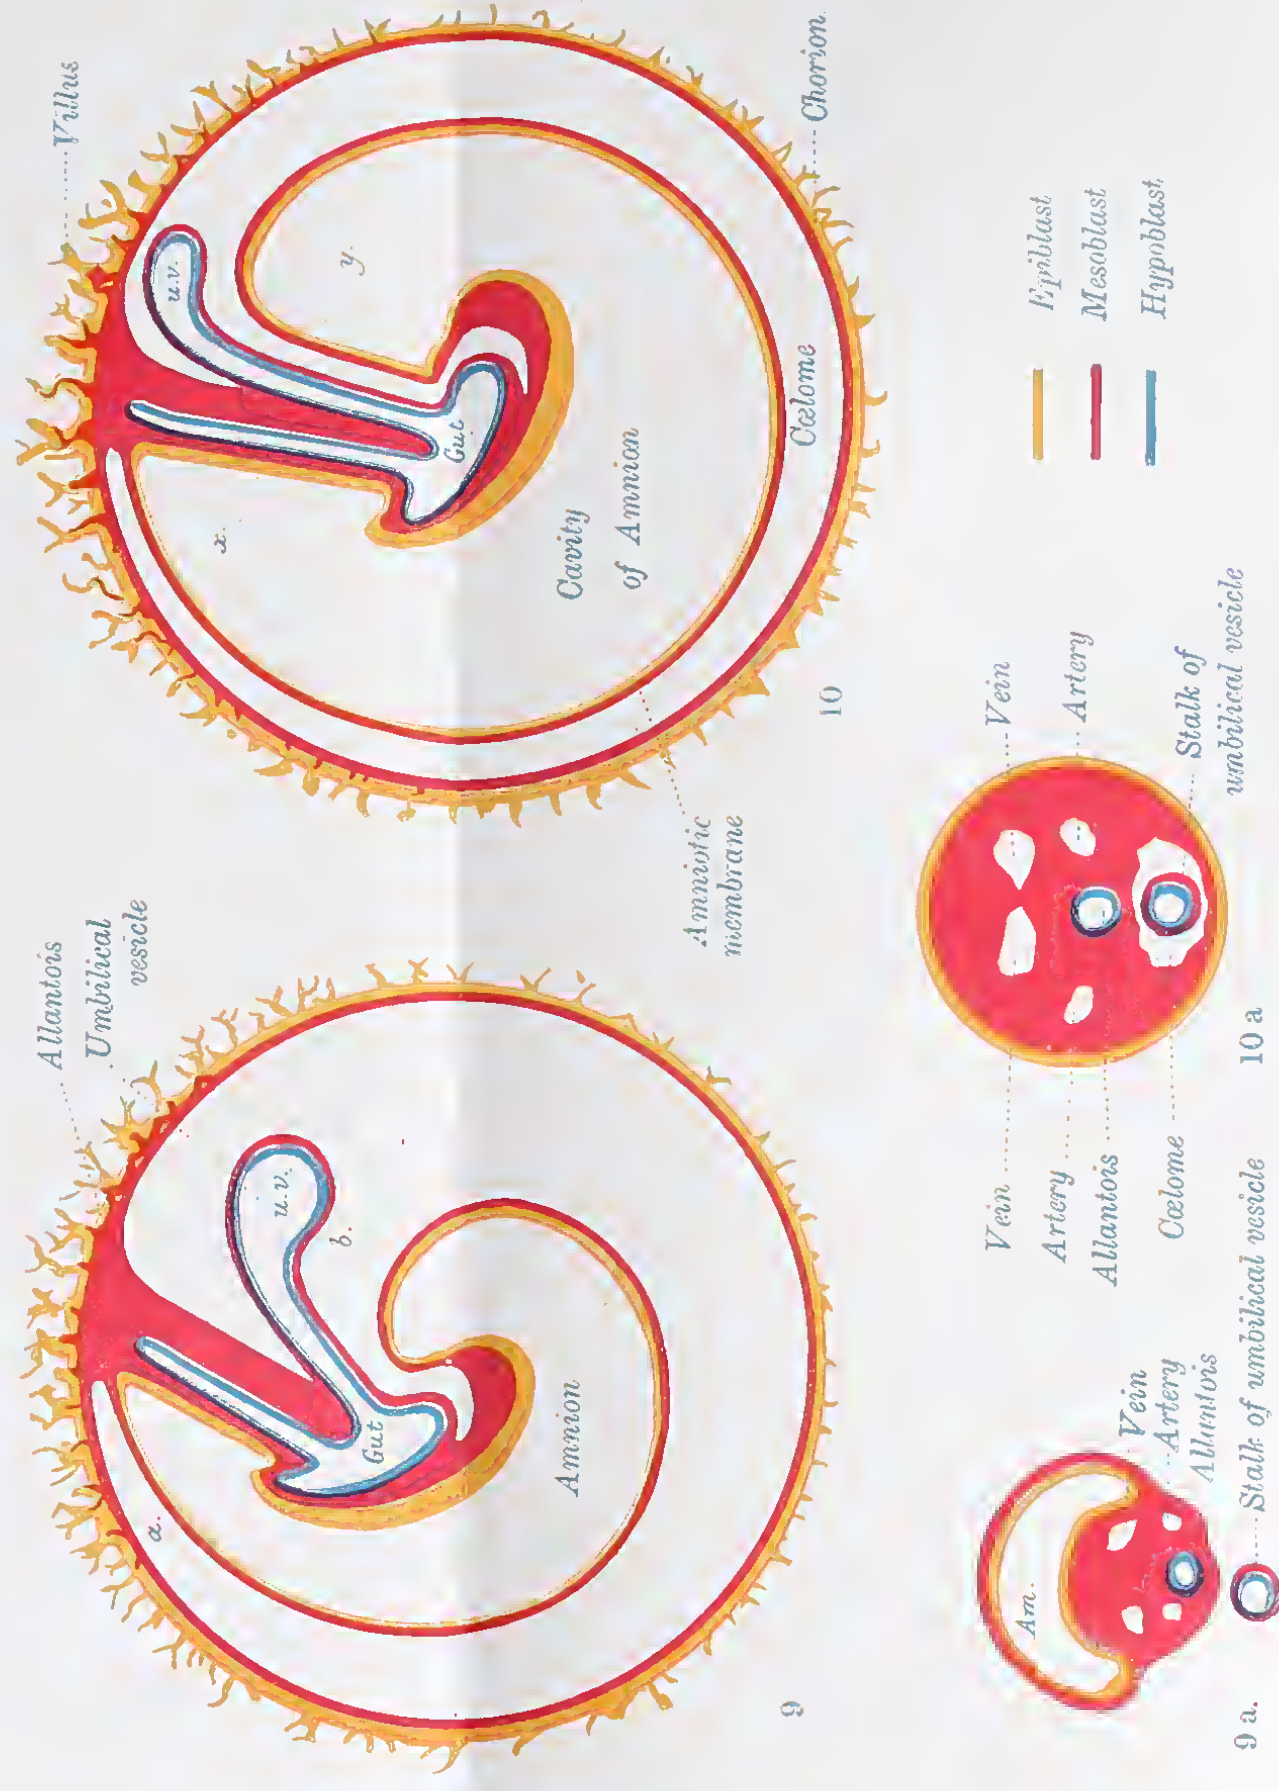 Allantois
Umbilical
vesicle
a.
u.v.
b.
Gut
Amnion
9
Villus
x.
u.v.
y.
Gut
Cavity
of Amnion
Cœlome
Chorion
Amniotic
membrane
10
Am.
Vein
Artery
Allantois
Stalk of umbilical vesicle
9 a.
Vein
Artery
Allantois
Cœlome
Vein
Artery
Stalk of
umbilical vesicle
10 a
Epiblast
Mesoblast
Hypoblast